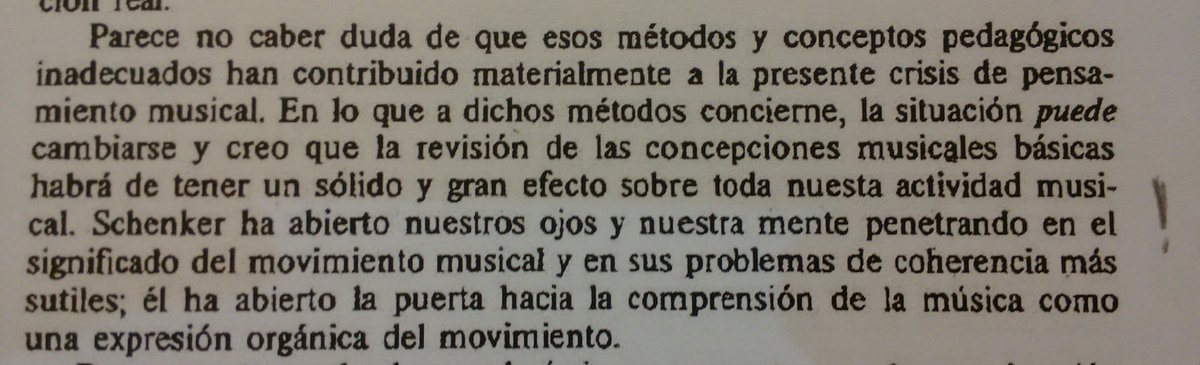 ción real.
Parece no caber duda de que esos métodos y conceptos pedagógicos
inadecuados han contribuido materialmente a la presente crisis de pensa-
miento musical. En lo que a dichos métodos concierne, la situación puede
cambiarse y creo que la revisión de las concepciones musicales básicas
habrá de tener un sólido y gran efecto sobre toda nuesta actividad musi-
cal. Schenker ha abierto nuestros ojos y nuestra mente penetrando en el
significado del movimiento musical y en sus problemas de coherencia más
sutiles; él ha abierto la puerta hacia la comprensión de la música como
una expresión orgánica del movimiento.
!